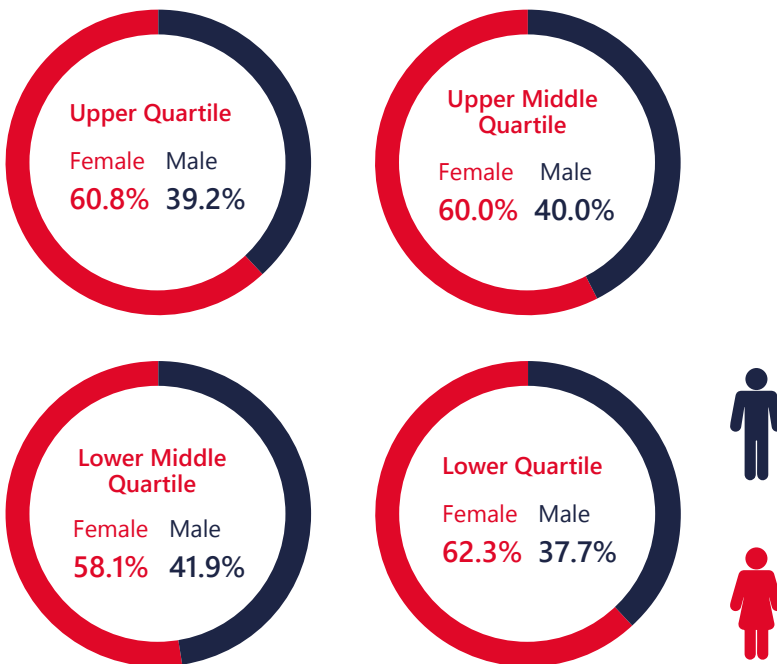 Upper Quartile
Female Male
60.8% 39.2%
Upper Middle
Quartile
Female Male
60.0% 40.0%
Lower Middle
Quartile
Female Male
58.1% 41.9%
Lower Quartile
Female Male
62.3% 37.7%